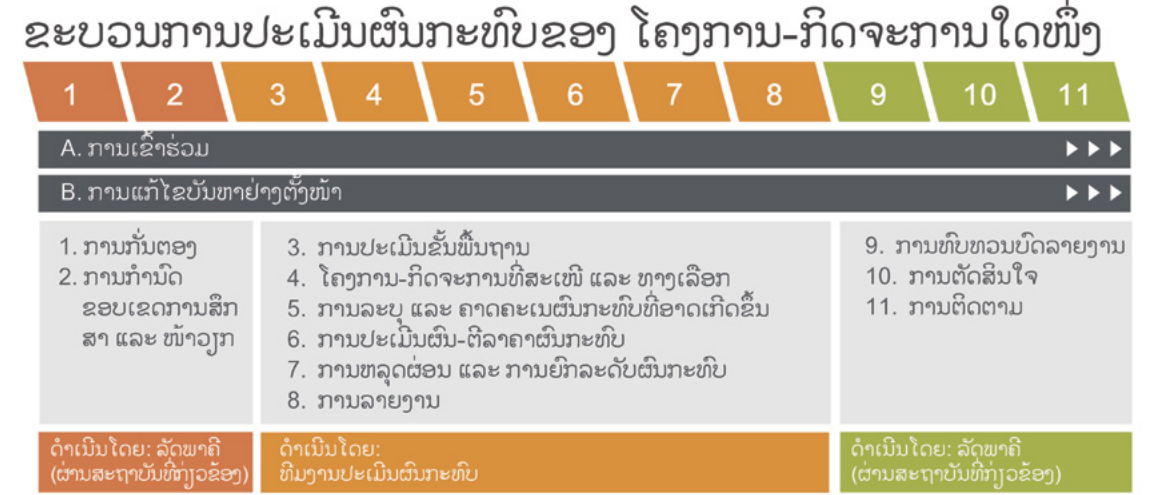 ຂະບວນການປະເມີນຜົນກະທົບຂອງ ໂຄງການ-ກິດຈະການໃດໜຶ່ງ
1 2 3 4 5 6 7 8 9 10 11
A. ການເຂົ້າຮ່ວມ
B. ການແກ້ໄຂບັນຫາຢ່າງຕັ້ງໜ້າ
1. ການກັ່ນຕອງ
2. ການກຳນົດ
ຂອບເຂດການສຶກ
ສາ ແລະ ໜ້າວຽກ
3. ການປະເມີນຂັ້ນພື້ນຖານ
4. ໂຄງການ-ກິດຈະການທີ່ສະເໜີ ແລະ ທາງເລືອກ
5. ການລະບຸ ແລະ ຄາດຄະເນຜົນກະທົບທີ່ອາດເກີດຂຶ້ນ
6. ການປະເມີນຜົນ-ຕີລາຄາຜົນກະທົບ
7. ການຫລຸດຜ່ອນ ແລະ ການຍົກລະດັບຜົນກະທົບ
8. ການລາຍງານ
9. ການທົບທວນບົດລາຍງານ
10. ການຕັດສິນໃຈ
11. ການຕິດຕາມ
ດຳເນີນໂດຍ: ລັດພາຄີ
(ຜ່ານສະຖາບັນທີ່ກ່ຽວຂ້ອງ)
ດຳເນີນໂດຍ:
ທີມງານປະເມີນຜົນກະທົບ
ດຳເນີນໂດຍ: ລັດພາຄີ
(ຜ່ານສະຖາບັນທີ່ກ່ຽວຂ້ອງ)